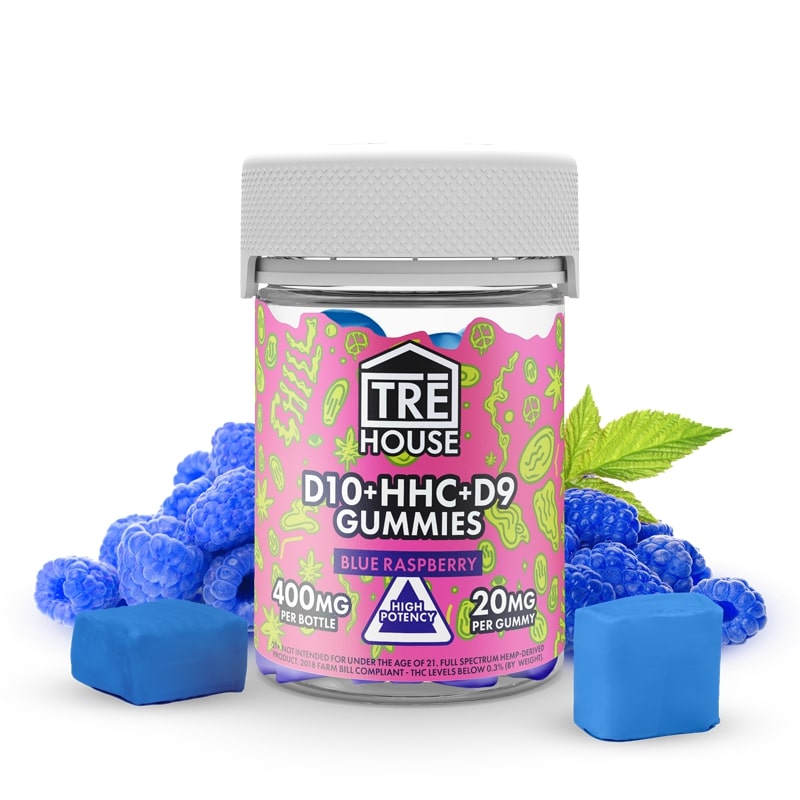 CHILL
TRĒ
HOUSE
D10+HHC+D9
GUMMIES
BLUE RASPBERRY
400MG
PER BOTTLE
HIGH
POTENCY
20MG
PER GUMMY
21+ NOT INTENDED FOR UNDER THE AGE OF 21. FULL SPECTRUM HEMP-DERIVED
PRODUCT. 2018 FARM BILL COMPLIANT - THC LEVELS BELOW 0.3% (BY WEIGHT).